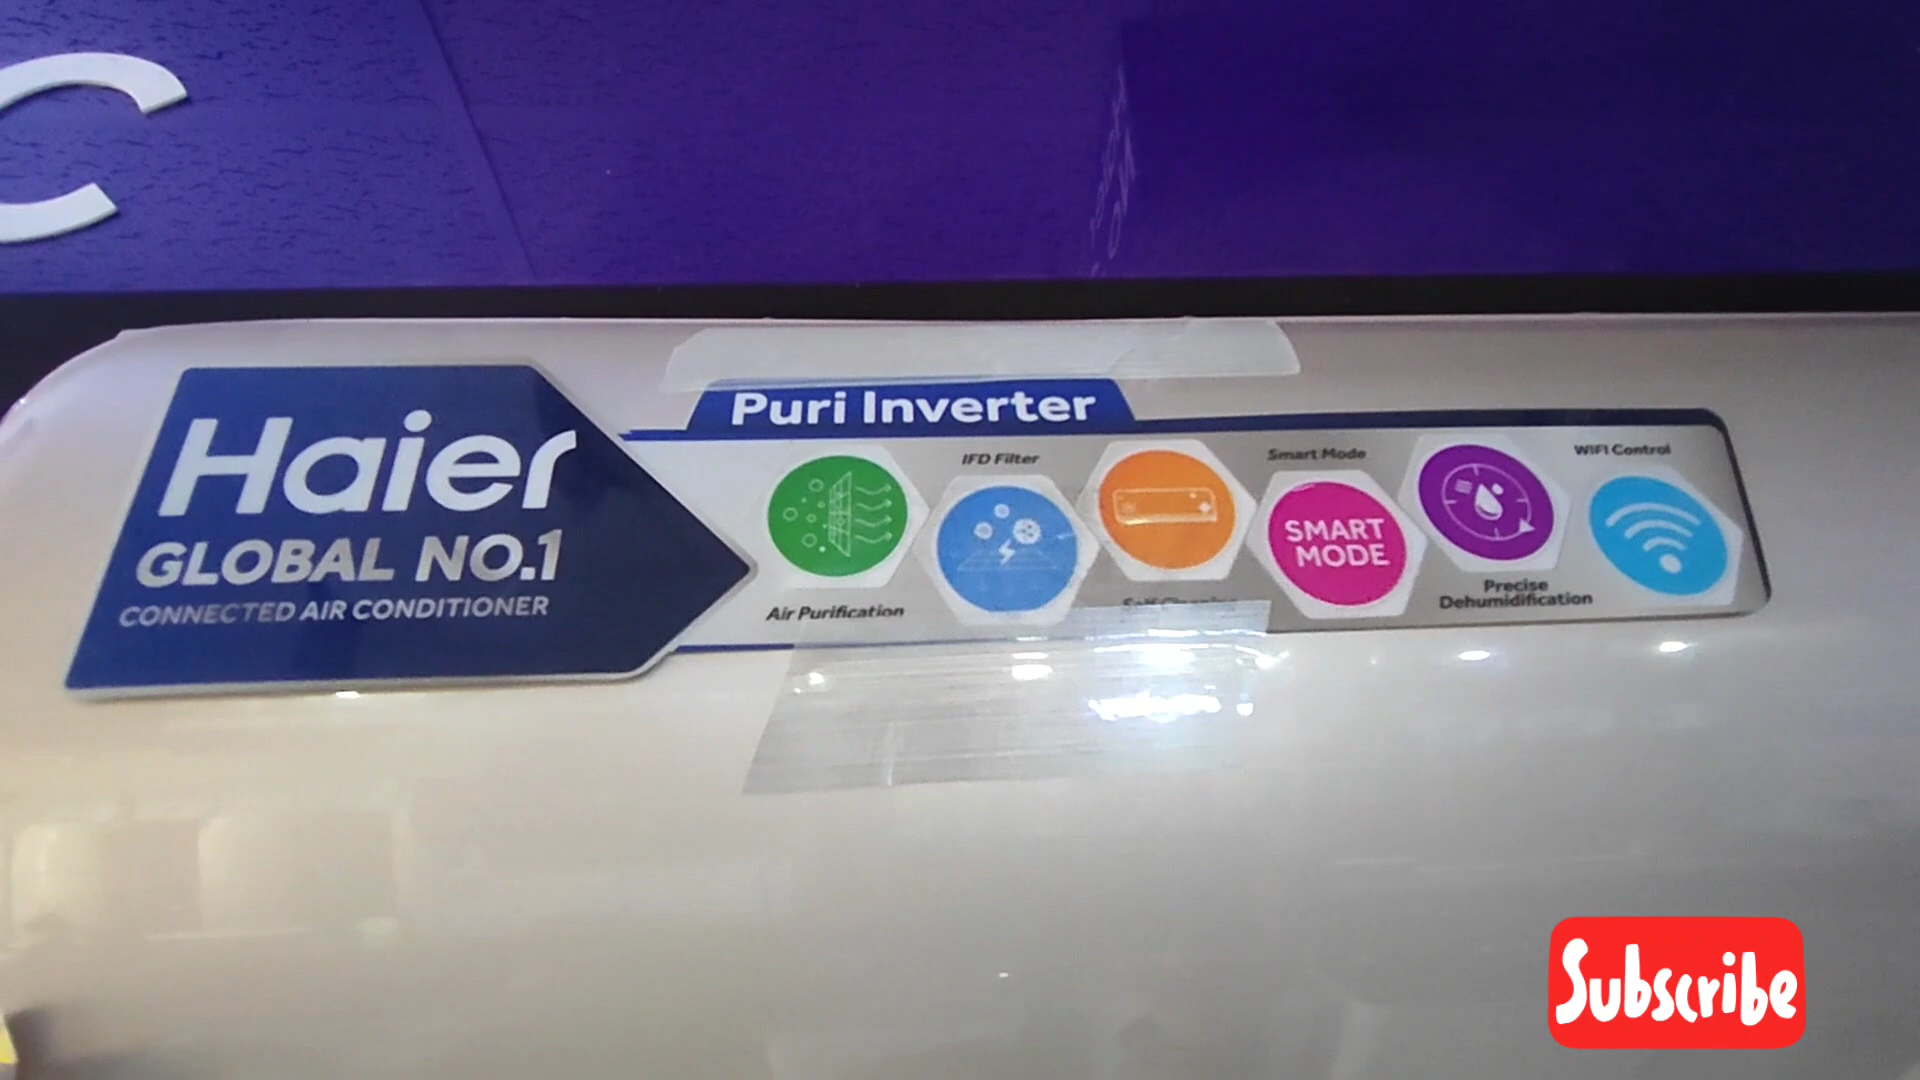 C
Haier
GLOBAL NO.1
CONNECTED AIR CONDITIONER
Puri Inverter
Air Purification
IFD Filter
Smart Mode
SMART
MODE
Precise
Dehumidification
WIFI Control
Subscribe